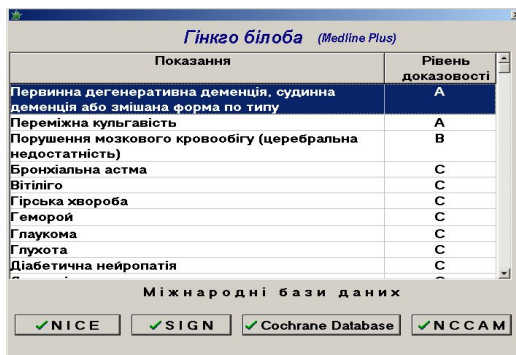 Гінкго білоба (Medline Plus)
Показання Рівень
доказовості
Первинна дегенеративна деменція, судинна А
деменція або змішана форма по типу
Переміжна кульгавість А
Порушення мозкового кровообігу (церебральна В
недостатність)
Бронхіальна астма С
Вітіліго С
Гірська хвороба С
Геморой С
Глаукома С
Глухота С
Діабетична нейропатія С
Міжнародні бази даних
NICE SIGN Cochrane Database NCCAM